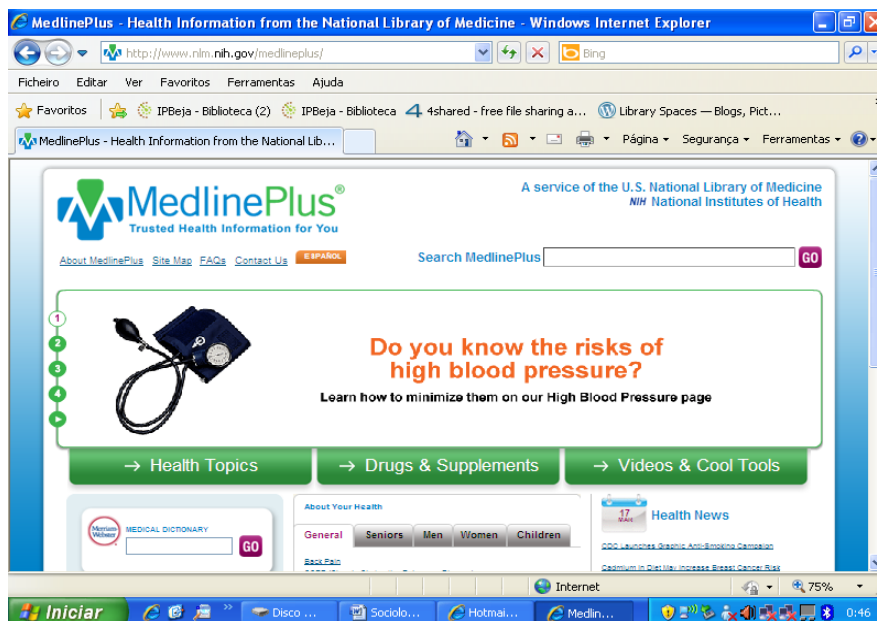 MedlinePlus - Health Information from the National Library of Medicine - Windows Internet Explorer
http://www.nlm.nih.gov/medlineplus/
Bing
Ficheiro Editar Ver Favoritos Ferramentas Ajuda
Favoritos IPBeja - Biblioteca (2) IPBeja - Biblioteca 4shared - free file sharing a... Library Spaces — Blogs, Pict...
MedlinePlus - Health Information from the National Lib... Página Segurança Ferramentas
MedlinePlus®
Trusted Health Information for You
A service of the U.S. National Library of Medicine
NIH National Institutes of Health
About MedlinePlus Site Map FAQs Contact Us ESPAÑOL
Search MedlinePlus GO
1
2
3
4
Do you know the risks of
high blood pressure?
Learn how to minimize them on our High Blood Pressure page
→ Health Topics → Drugs & Supplements → Videos & Cool Tools
Merriam Webster
MEDICAL DICTIONARY
GO
About Your Health
General Seniors Men Women Children
Back Pain
17
MAR
Health News
CDC Launches Graphic Anti-Smoking Campaign
Cadmium in Diet May Increase Breast Cancer Risk
Internet 75%
Iniciar Disco ... Sociolo... Hotmai... Medlin... 0:46